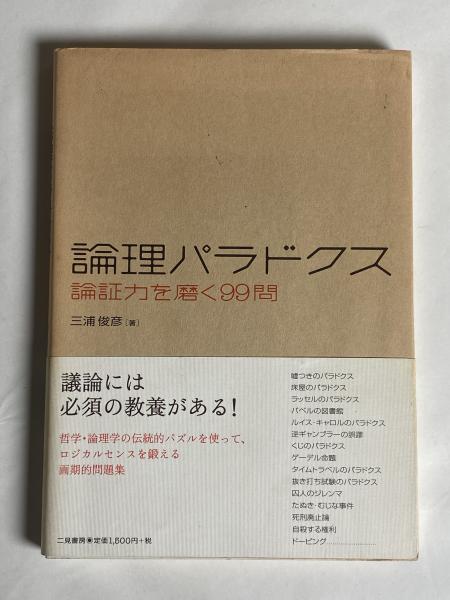 論理パラドクス
論証力を磨く99問
三浦俊彦[著]
議論には
必須の教養がある!
哲学・論理学の伝統的パズルを使って、
ロジカルセンスを鍛える
画期的問題集
二見書房◉定価1,500円+税
嘘つきのパラドクス
床屋のパラドクス
ラッセルのパラドクス
バベルの図書館
ルイス・キャロルのパラドクス
逆ギャンブラーの誤謬
くじのパラドクス
ゲーデル命題
タイムトラベルのパラドクス
抜き打ち試験のパラドクス
囚人のジレンマ
たぬき・むじな事件
死刑廃止論
自殺する権利
ドーピング……………………